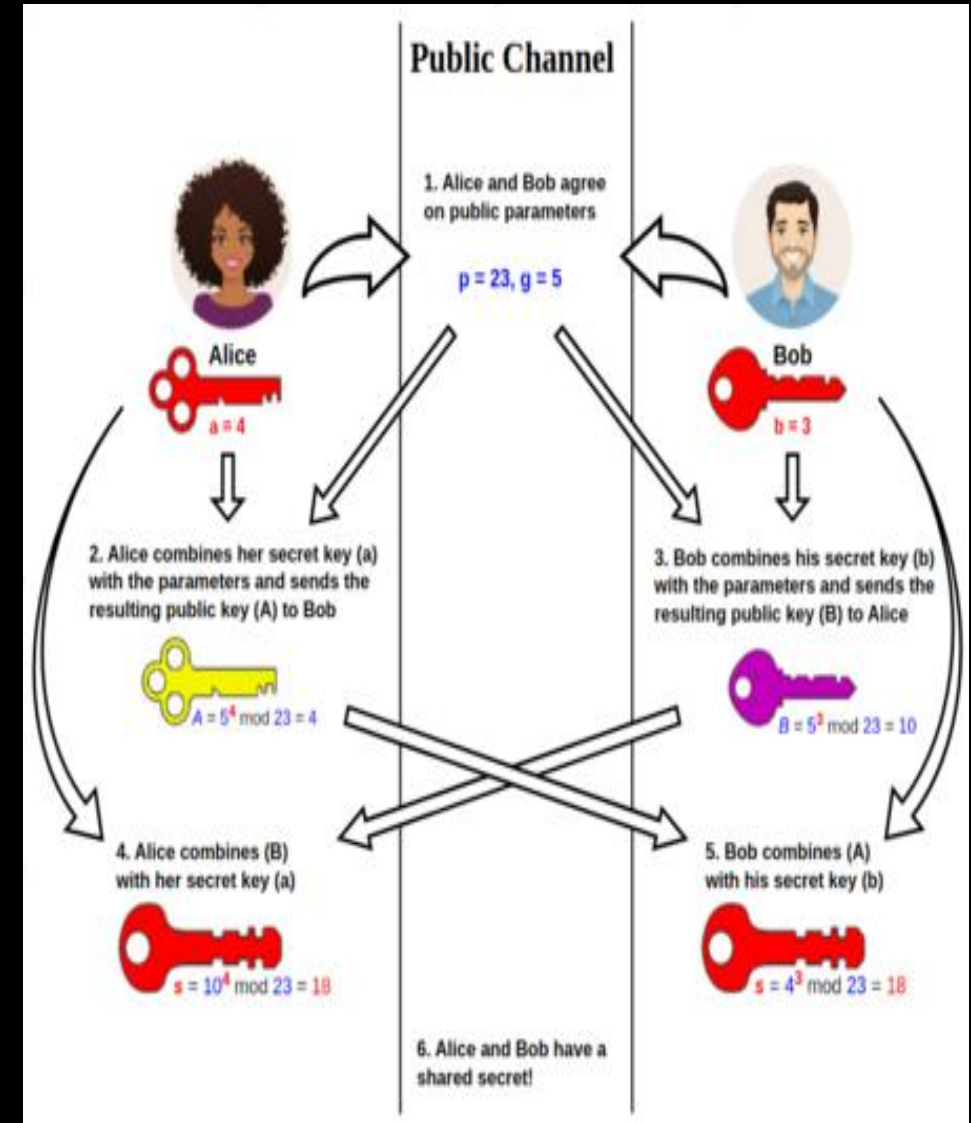 Public Channel
1. Alice and Bob agree
on public parameters
p = 23, g = 5
Alice
a = 4
Bob
b = 3
2. Alice combines her secret key (a)
with the parameters and sends the
resulting public key (A) to Bob
A = 5⁴ mod 23 = 4
3. Bob combines his secret key (b)
with the parameters and sends the
resulting public key (B) to Alice
B = 5³ mod 23 = 10
4. Alice combines (B)
with her secret key (a)
s = 10⁴ mod 23 = 18
5. Bob combines (A)
with his secret key (b)
s = 4³ mod 23 = 18
6. Alice and Bob have a
shared secret!